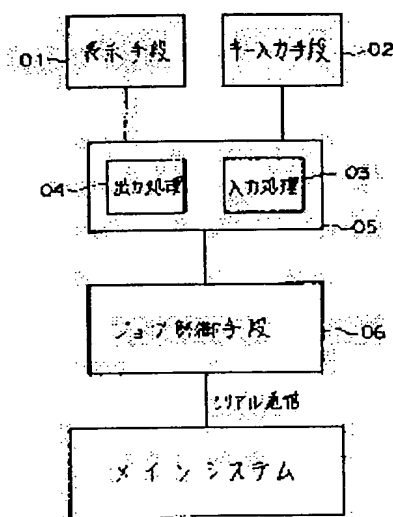 01
表示手段
キー入力手段
02
04
出力処理
入力処理
03
05
ジョブ制御手段
06
シリアル通信
メインシステム